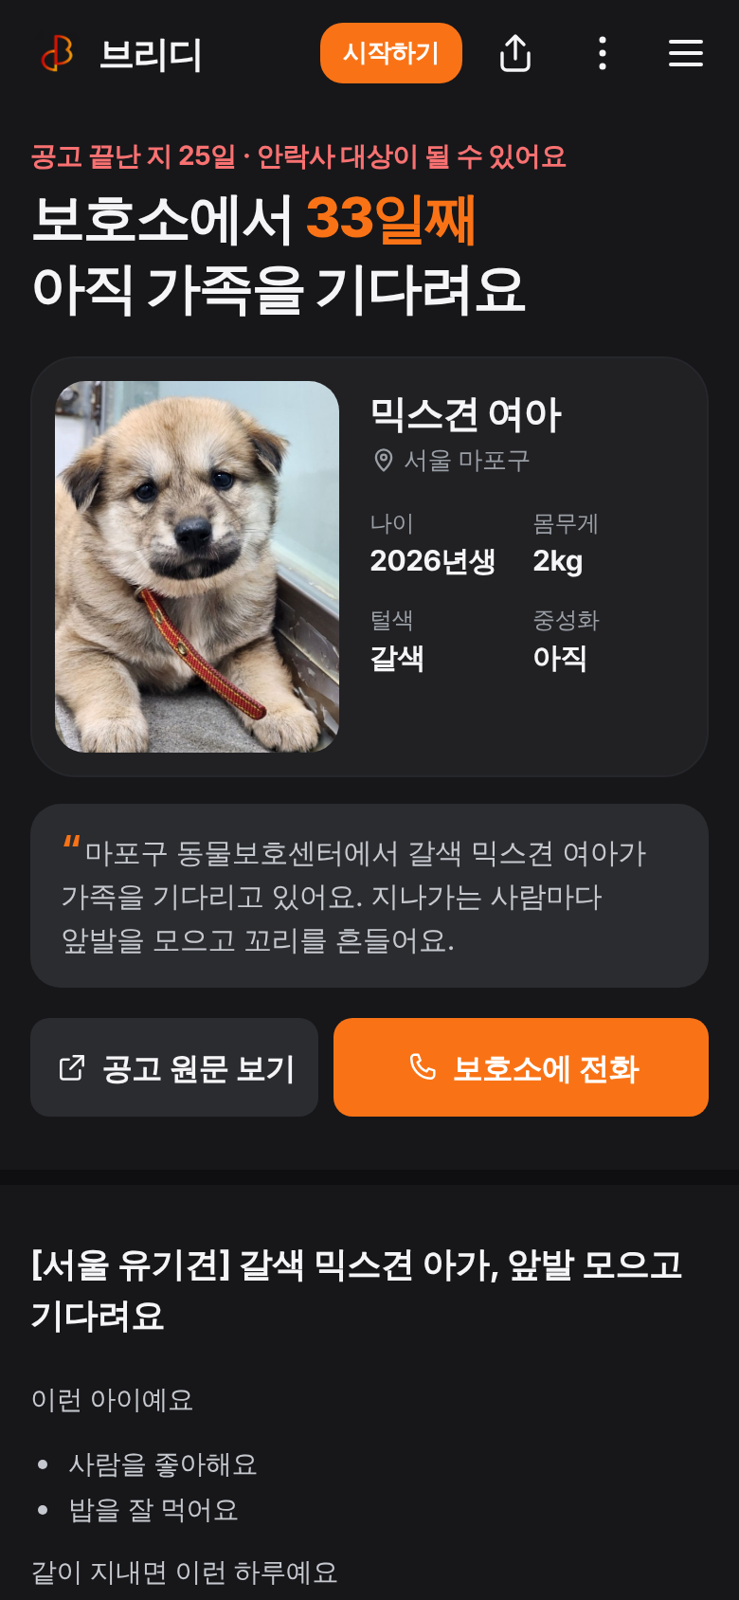 브리디
시작하기
공고 끝난 지 25일 · 안락사 대상이 될 수 있어요
보호소에서 33일째
아직 가족을 기다려요
믹스견 여아
서울 마포구
나이
몸무게
2026년생
2kg
털색
중성화
갈색
아직
“마포구 동물보호센터에서 갈색 믹스견 여아가
가족을 기다리고 있어요. 지나가는 사람마다
앞발을 모으고 꼬리를 흔들어요.
공고 원문 보기
보호소에 전화
[서울 유기견] 갈색 믹스견 아가, 앞발 모으고
기다려요
이런 아이예요
• 사람을 좋아해요
• 밥을 잘 먹어요
같이 지내면 이런 하루예요